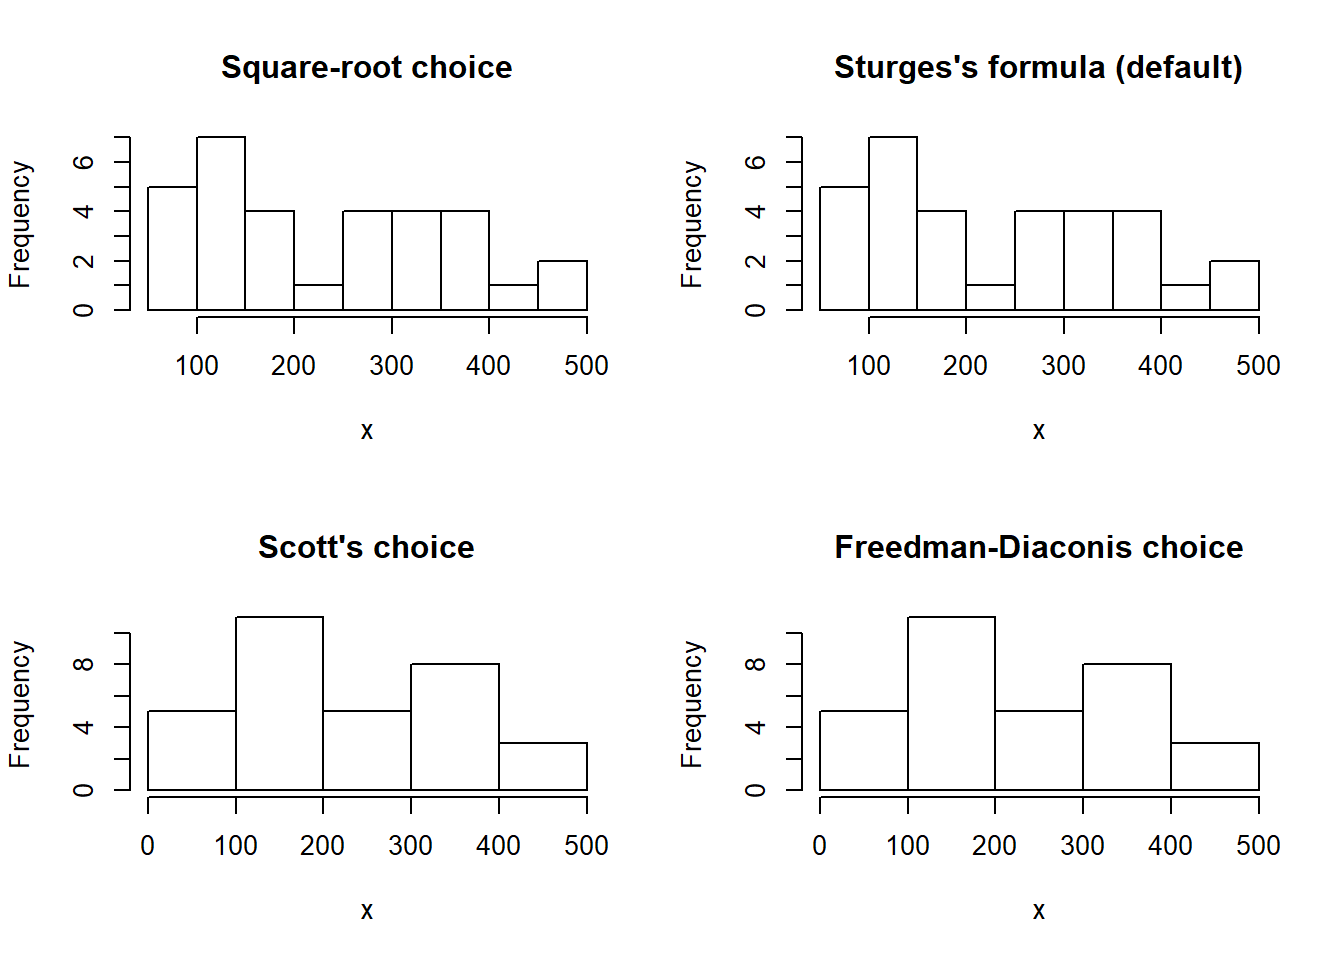 Square-root choice
Frequency
0 2 4 6
100 200 300 400 500
x
Sturges's formula (default)
Frequency
0 2 4 6
100 200 300 400 500
x
Scott's choice
Frequency
0 4 8
0 100 200 300 400 500
x
Freedman-Diaconis choice
Frequency
0 4 8
0 100 200 300 400 500
x